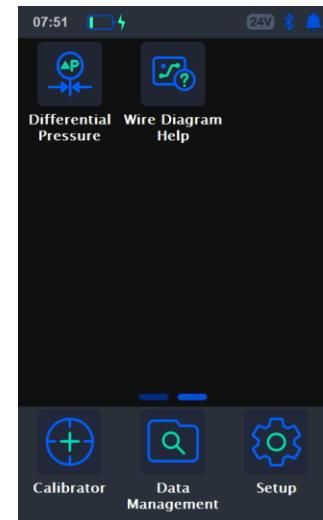 07:51 24V
ΔP
Differential Wire Diagram
Pressure Help
Calibrator Data Setup
Management